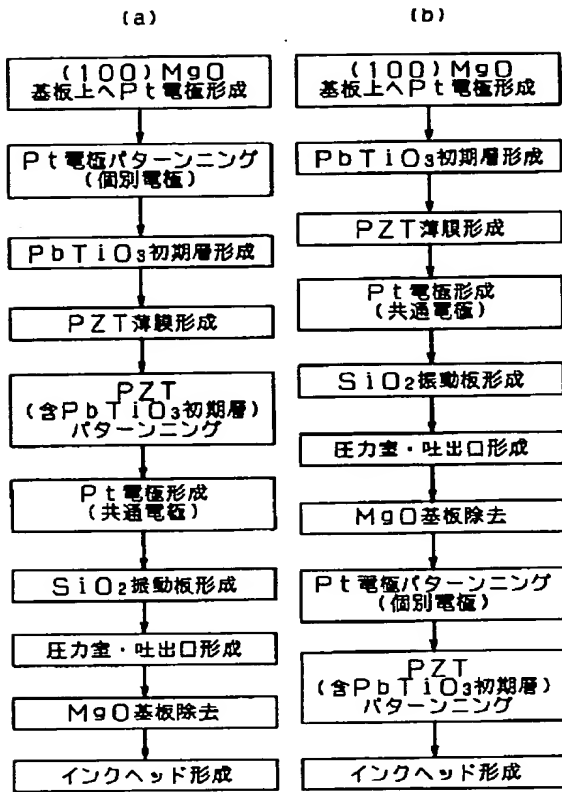 (a)
(100)MgO
基板上へPt電極形成
Pt電極パターンニング
(個別電極)
PbTiO₃初期層形成
PZT薄膜形成
PZT
(含PbTiO₃初期層)
パターンニング
Pt電極形成
(共通電極)
SiO₂振動板形成
圧力室・吐出口形成
MgO基板除去
インクヘッド形成
(b)
(100)MgO
基板上へPt電極形成
PbTiO₃初期層形成
PZT薄膜形成
Pt電極形成
(共通電極)
SiO₂振動板形成
圧力室・吐出口形成
MgO基板除去
Pt電極パターンニング
(個別電極)
PZT
(含PbTiO₃初期層)
パターンニング
インクヘッド形成